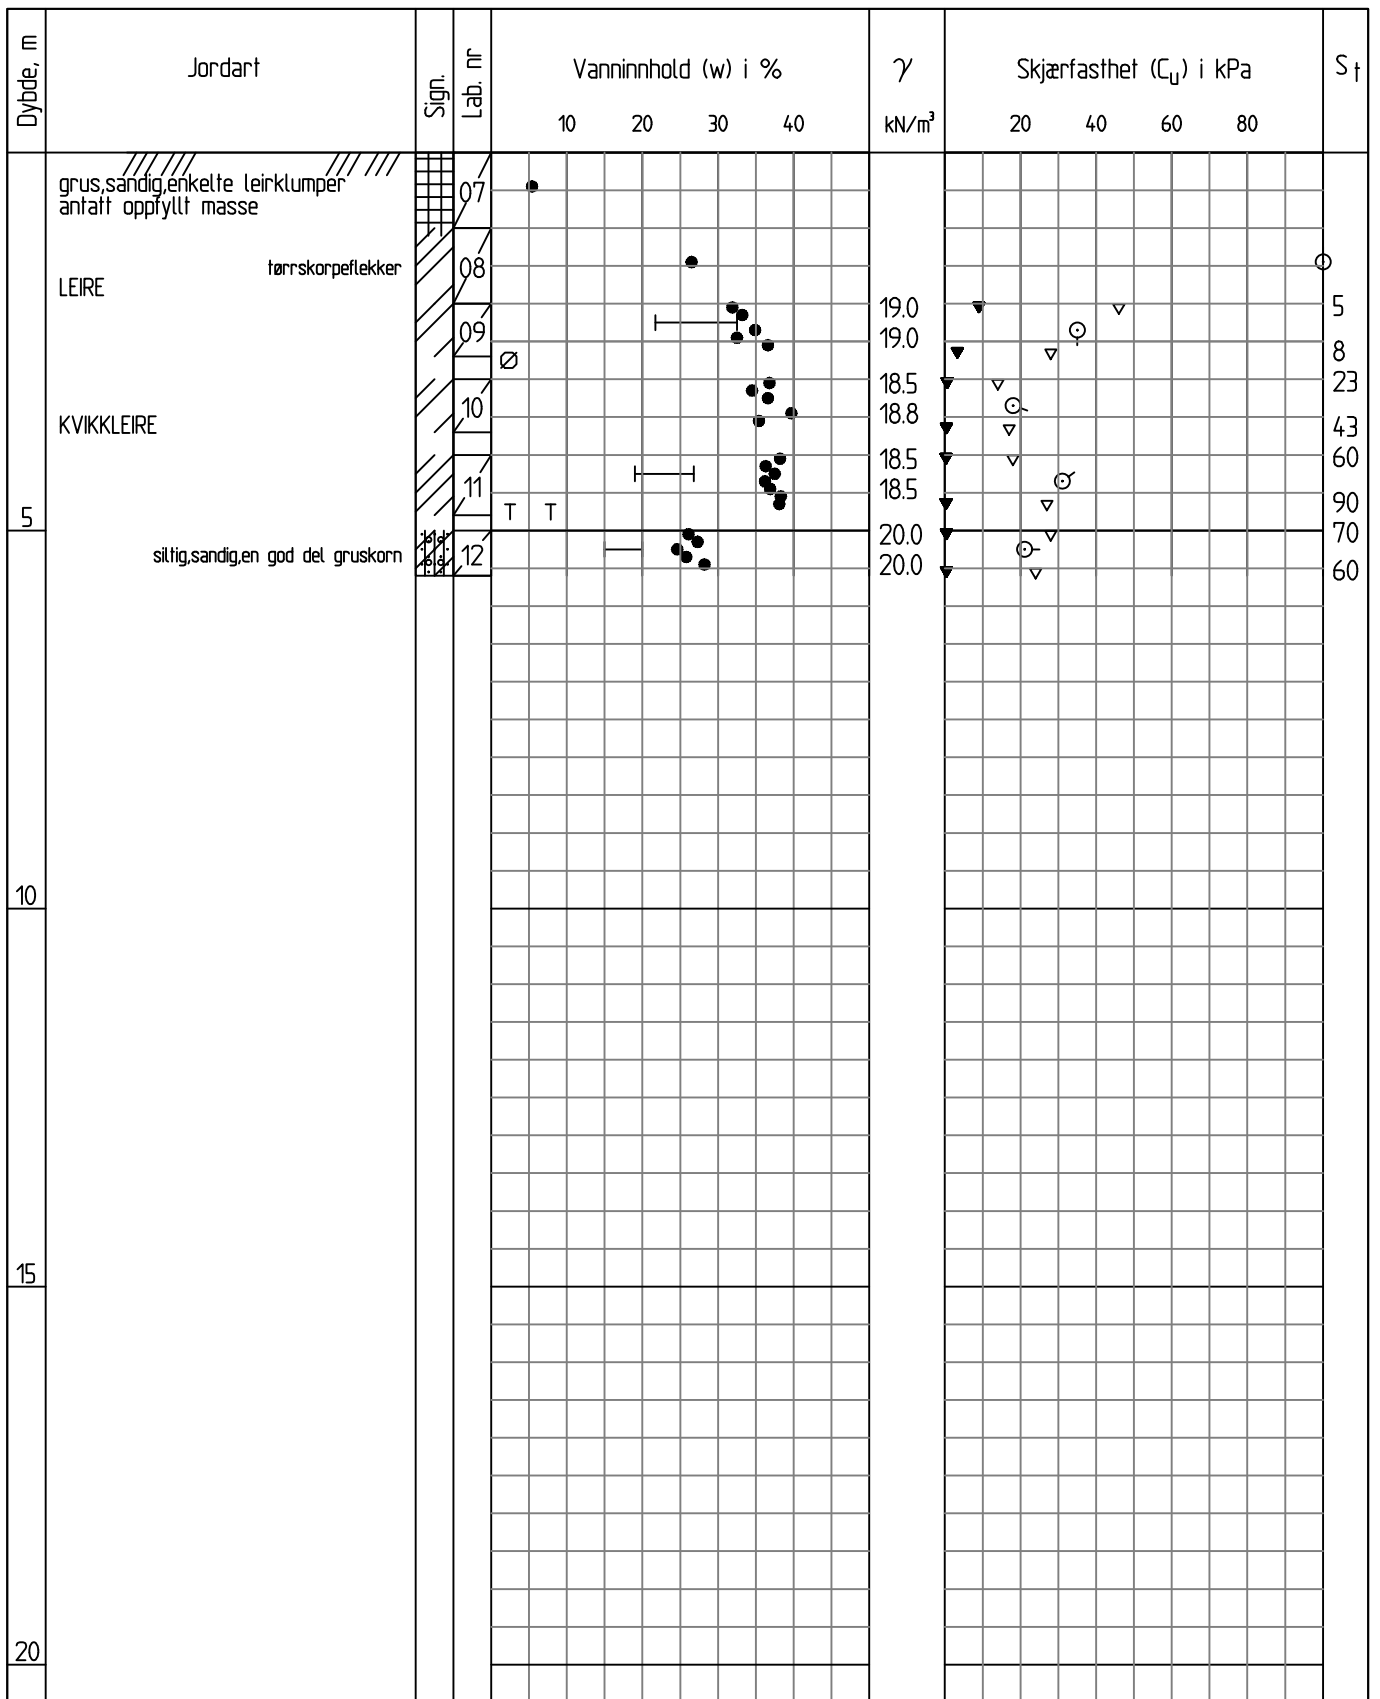 Dybde, m
Jordart
Sign.
Lab. nr
Vanninnhold (w) i %
10 20 30 40
γ
kN/m³
Skjærfasthet (Cu) i kPa
20 40 60 80
St
grus,sandig,enkelte leirklumper
antatt oppfyllt masse
07
tørrskorpeflekker
08
LEIRE
19.0 5
09
19.0
Ø
8
18.5 23
10
18.8
KVIKKLEIRE
43
18.5 60
11
18.5
90
T T
5
20.0 70
siltig,sandig,en god del gruskorn
12
20.0 60
10
15
20